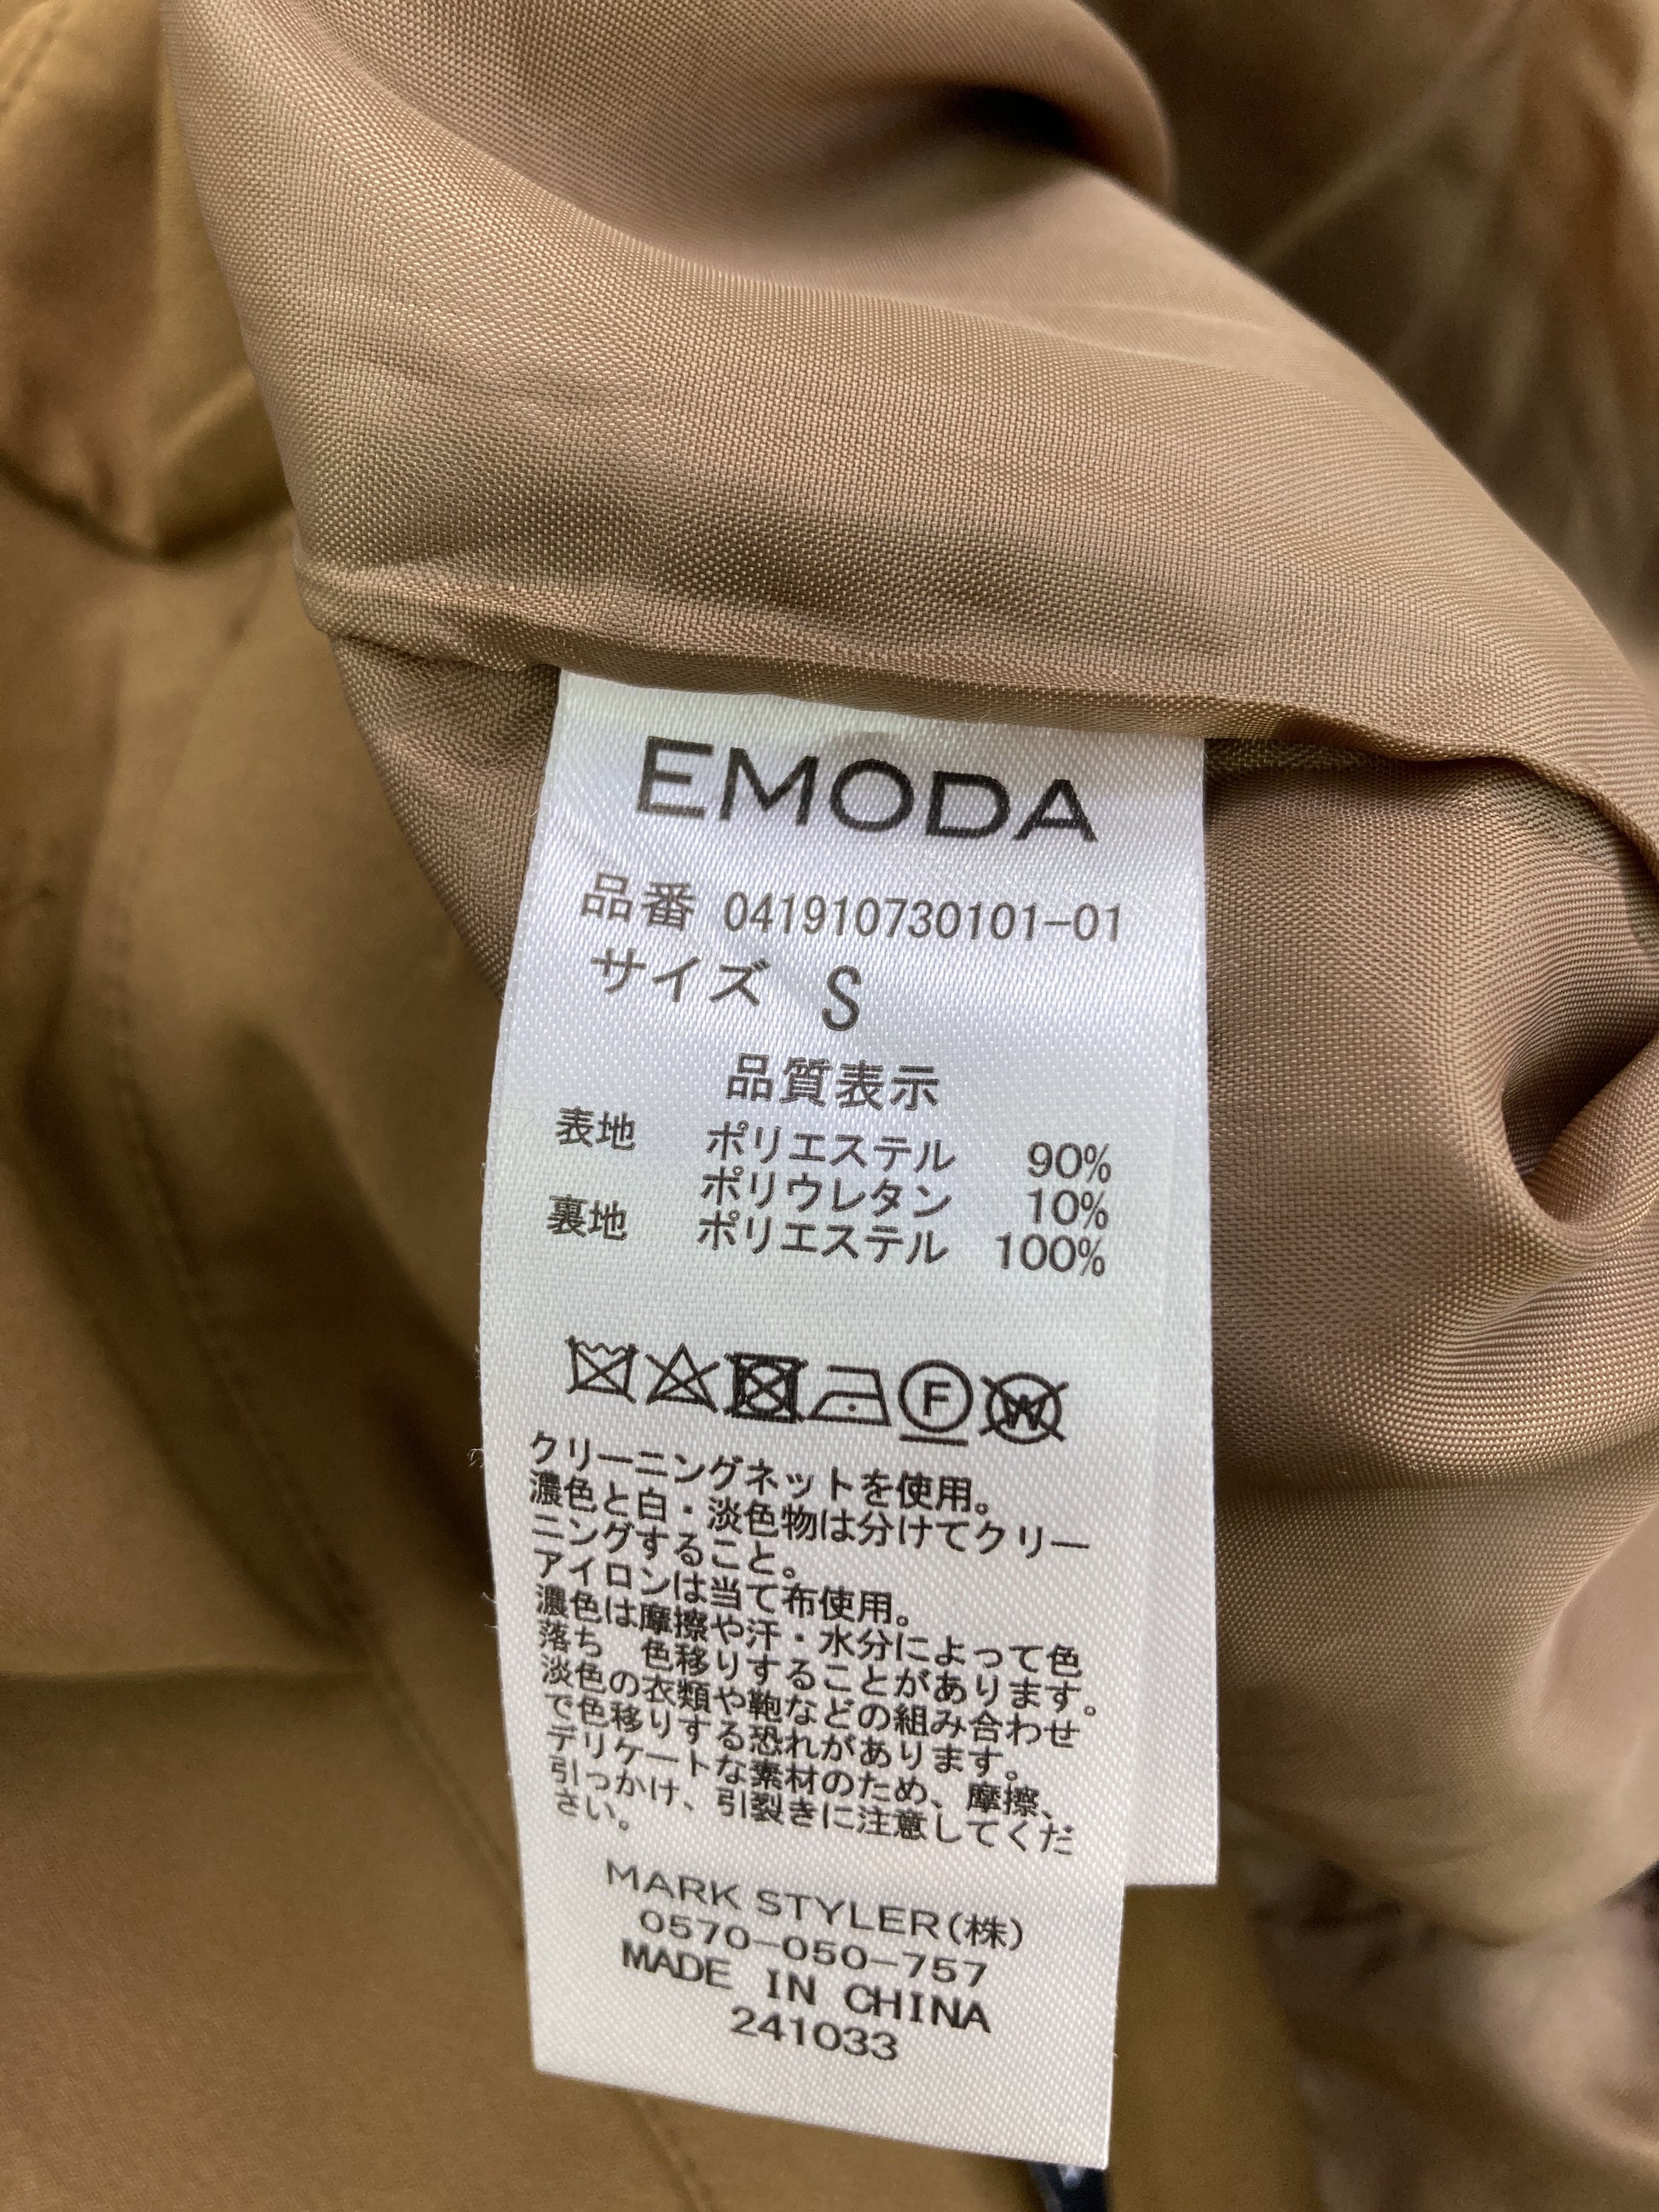 EMODA
品番 041910730101-01
サイズ S
品質表示
表地 ポリエステル 90%
ポリウレタン 10%
裏地 ポリエステル 100%
F W
クリーニングネットを使用。
濃色と白・淡色物は分けてクリー
ニングすること。
アイロンは当て布使用。
濃色は摩擦や汗・水分によって色
落ち 色移りすることがあります。
淡色の衣類や鞄などの組み合わせ
で色移りする恐れがあります。
デリケートな素材のため、摩擦、
引っかけ、引裂きに注意してくだ
さい。
MARK STYLER(株)
0570-050-757
MADE IN CHINA
241033